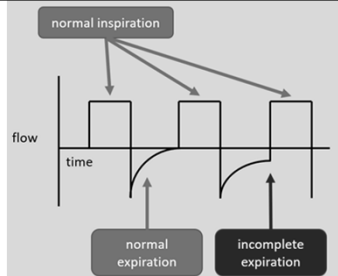 normal inspiration
flow
time
normal
expiration
incomplete
expiration